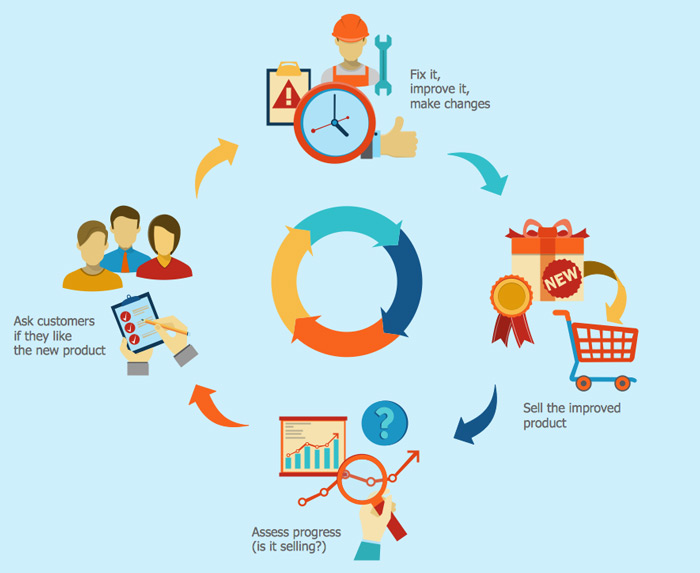 Fix it,
improve it,
make changes
NEW
Sell the improved
product
?
Assess progress
(is it selling?)
Ask customers
if they like
the new product